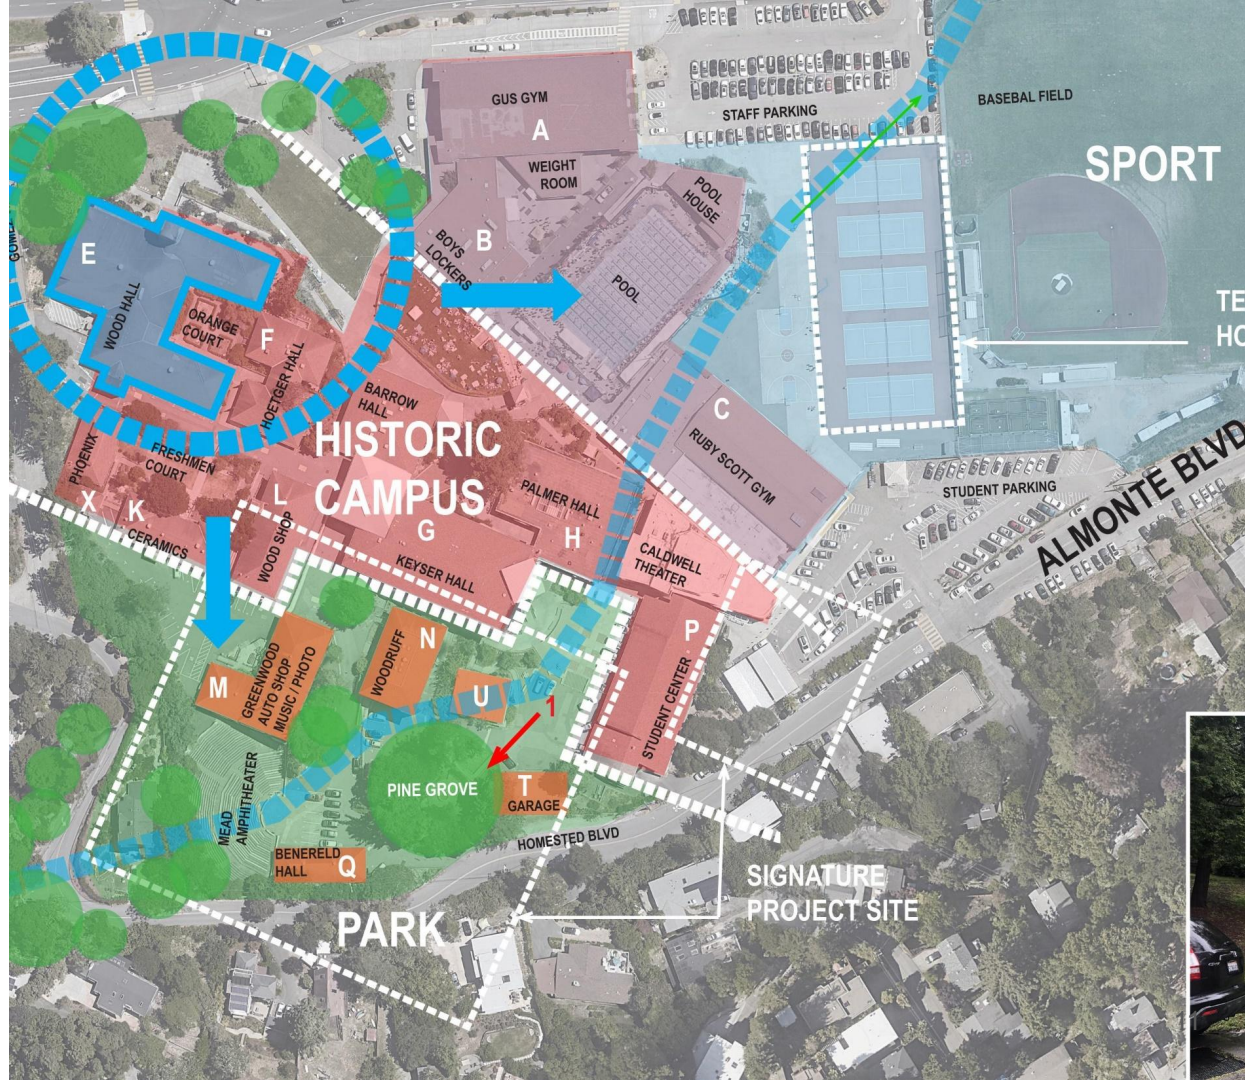 GUS GYM
A
STAFF PARKING
BASEBAL FIELD
SPORT
WEIGHT
ROOM
POOL
HOUSE
B
BOYS
LOCKERS
POOL
E
WOOD HALL
ORANGE
COURT
F
HOETGER HALL
BARROW
HALL
HISTORIC
CAMPUS
C
RUBY SCOTT GYM
PHOENIX
FRESHMEN
COURT
X
K
CERAMICS
L
WOOD SHOP
G
KEYSER HALL
PALMER HALL
H
CALDWELL
THEATER
STUDENT PARKING
ALMONTE BLVD
P
STUDENT CENTER
M
GREENWOOD
AUTO SHOP
MUSIC / PHOTO
N
WOODRUFF
U
1
PINE GROVE
T
GARAGE
MEAD
AMPHITHEATER
HOMESTED BLVD
BENERELD
HALL
Q
PARK
SIGNATURE
PROJECT SITE